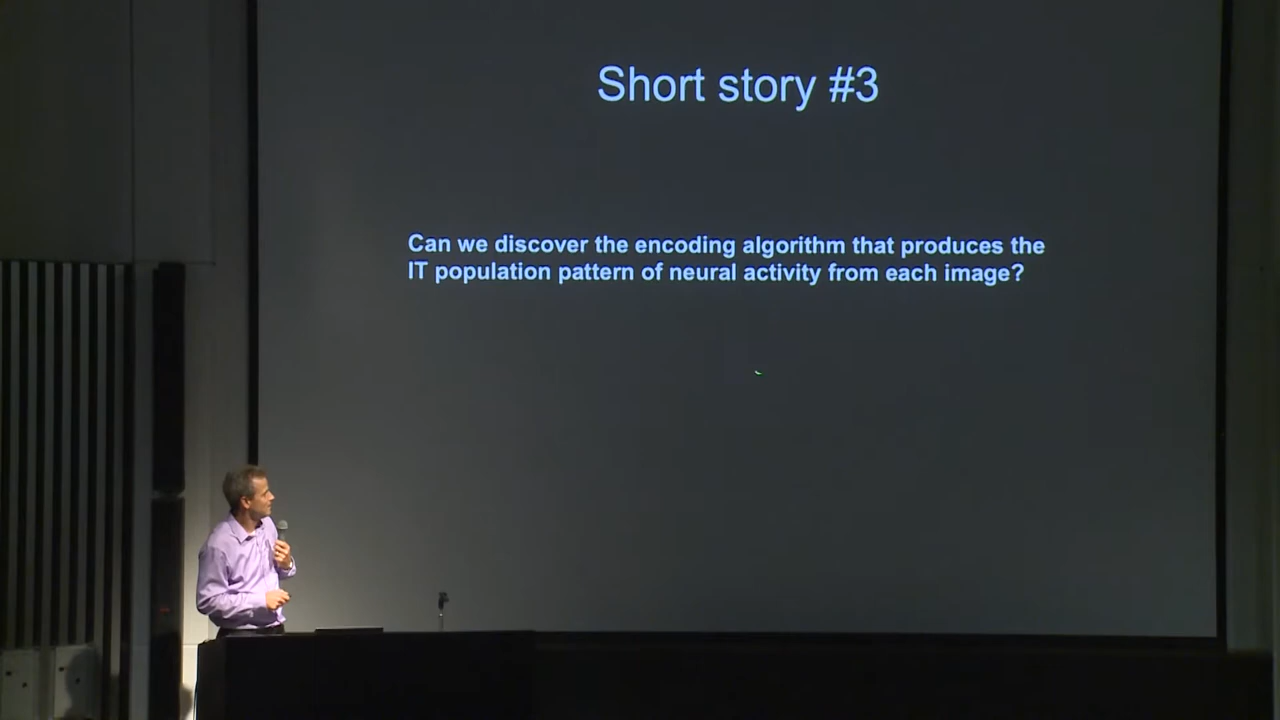 Short story #3
Can we discover the encoding algorithm that produces the
IT population pattern of neural activity from each image?